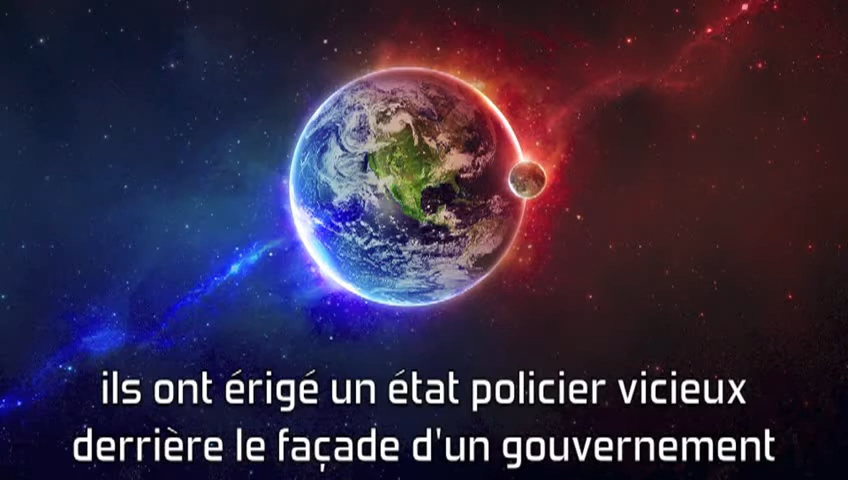 ils ont érigé un état policier vicieux
derrière le façade d'un gouvernement